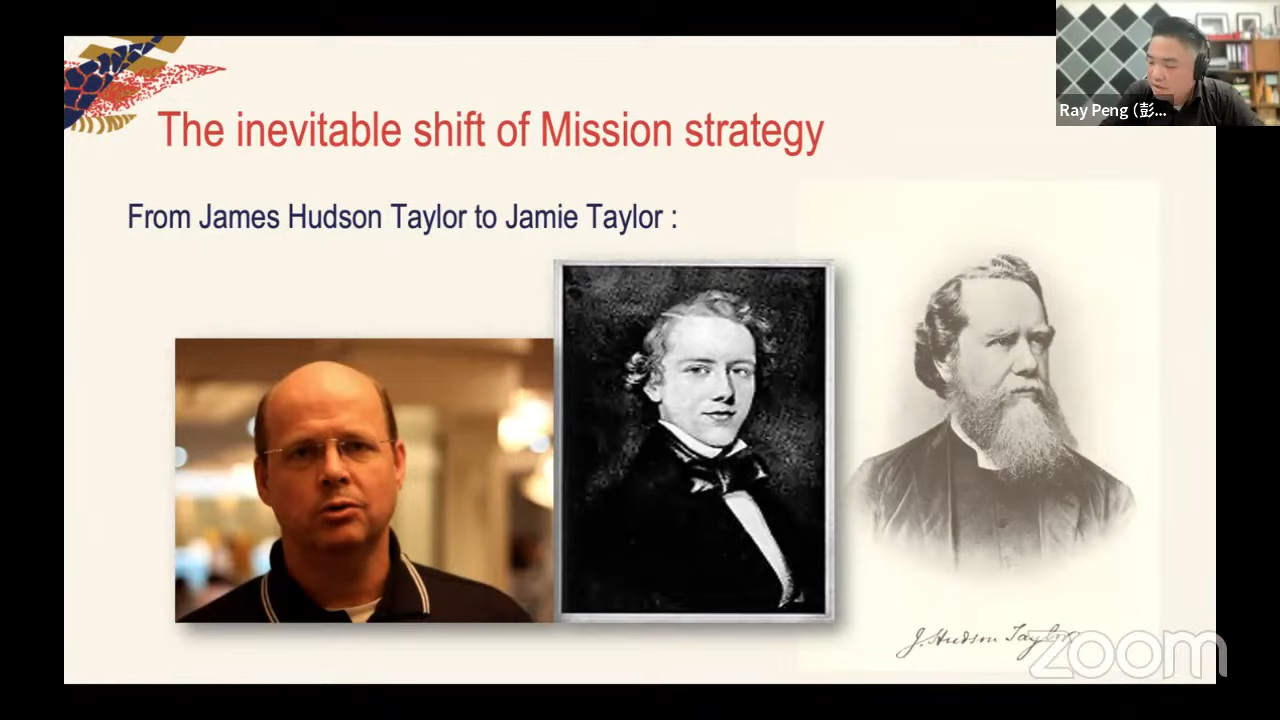 The inevitable shift of Mission strategy
Ray Peng (彭...
From James Hudson Taylor to Jamie Taylor :
J. Hudson Taylor
zoom